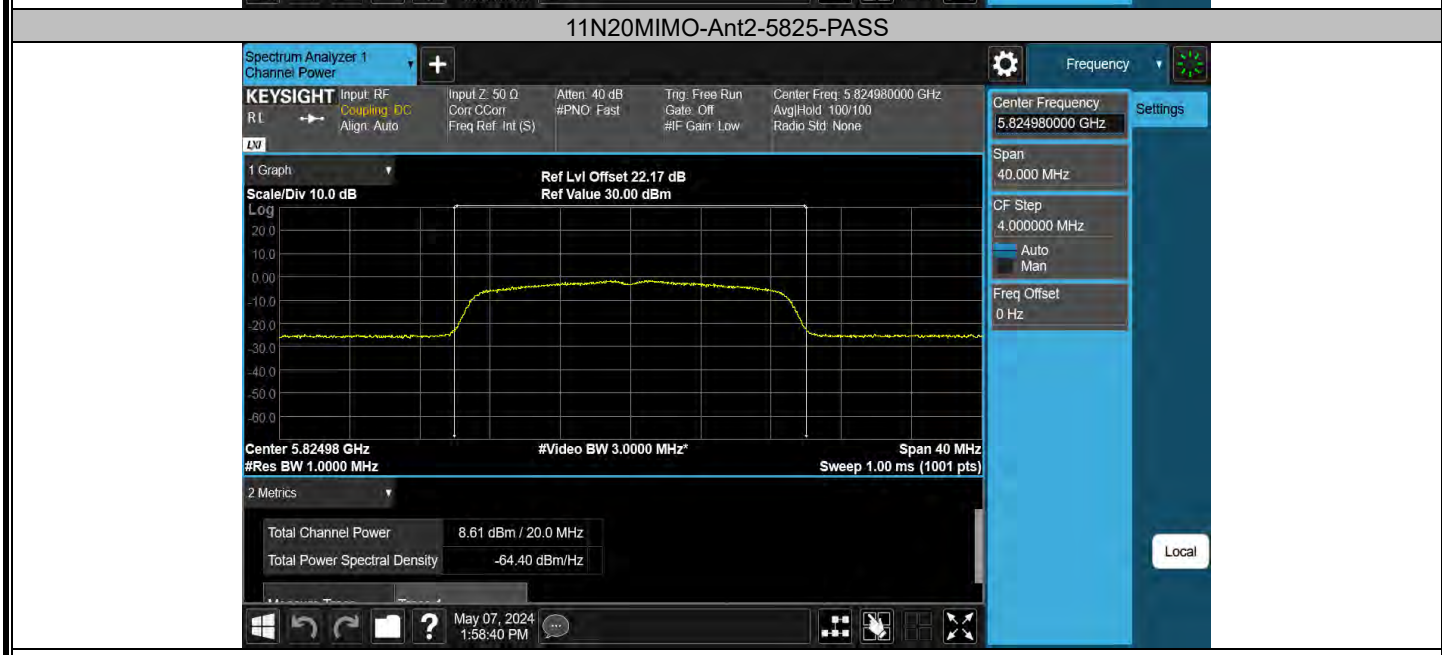 11N20MIMO-Ant2-5825-PASS
Spectrum Analyzer 1
Channel Power
Frequency
KEYSIGHT
RL
LXI
Input: RF
Coupling: DC
Align: Auto
Input Z: 50 Ω
Corr CCorr
Freq Ref: Int (S)
Atten: 40 dB
#PNO: Fast
Trig: Free Run
Gate: Off
#IF Gain: Low
Center Freq: 5.824980000 GHz
Avg|Hold: 100/100
Radio Std: None
1 Graph
Scale/Div 10.0 dB
Ref Lvl Offset 22.17 dB
Ref Value 30.00 dBm
Log
20.0
10.0
0.00
-10.0
-20.0
-30.0
-40.0
-50.0
-60.0
Center 5.82498 GHz
#Res BW 1.0000 MHz
#Video BW 3.0000 MHz*
Span 40 MHz
Sweep 1.00 ms (1001 pts)
2 Metrics
Total Channel Power 8.61 dBm / 20.0 MHz
Total Power Spectral Density -64.40 dBm/Hz
May 07, 2024
1:58:40 PM
Center Frequency
5.824980000 GHz
Span
40.000 MHz
CF Step
4.000000 MHz
Auto
Man
Freq Offset
0 Hz
Settings
Local